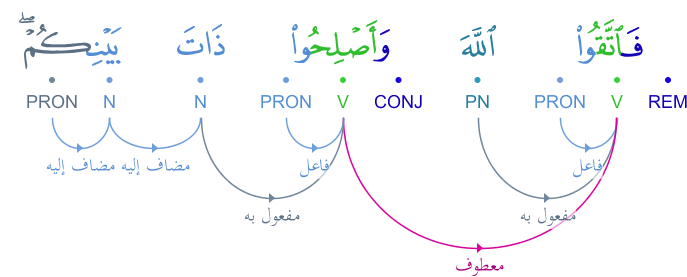 فَٱتَّقُوا۟ ٱللَّهَ وَأَصْلِحُوا۟ ذَاتَ بَيْنِكُمْ ۖ
REM V PRON PN CONJ V PRON N N PRON
فاعل فاعل مضاف إليه مضاف إليه
مفعول به مفعول به
معطوف